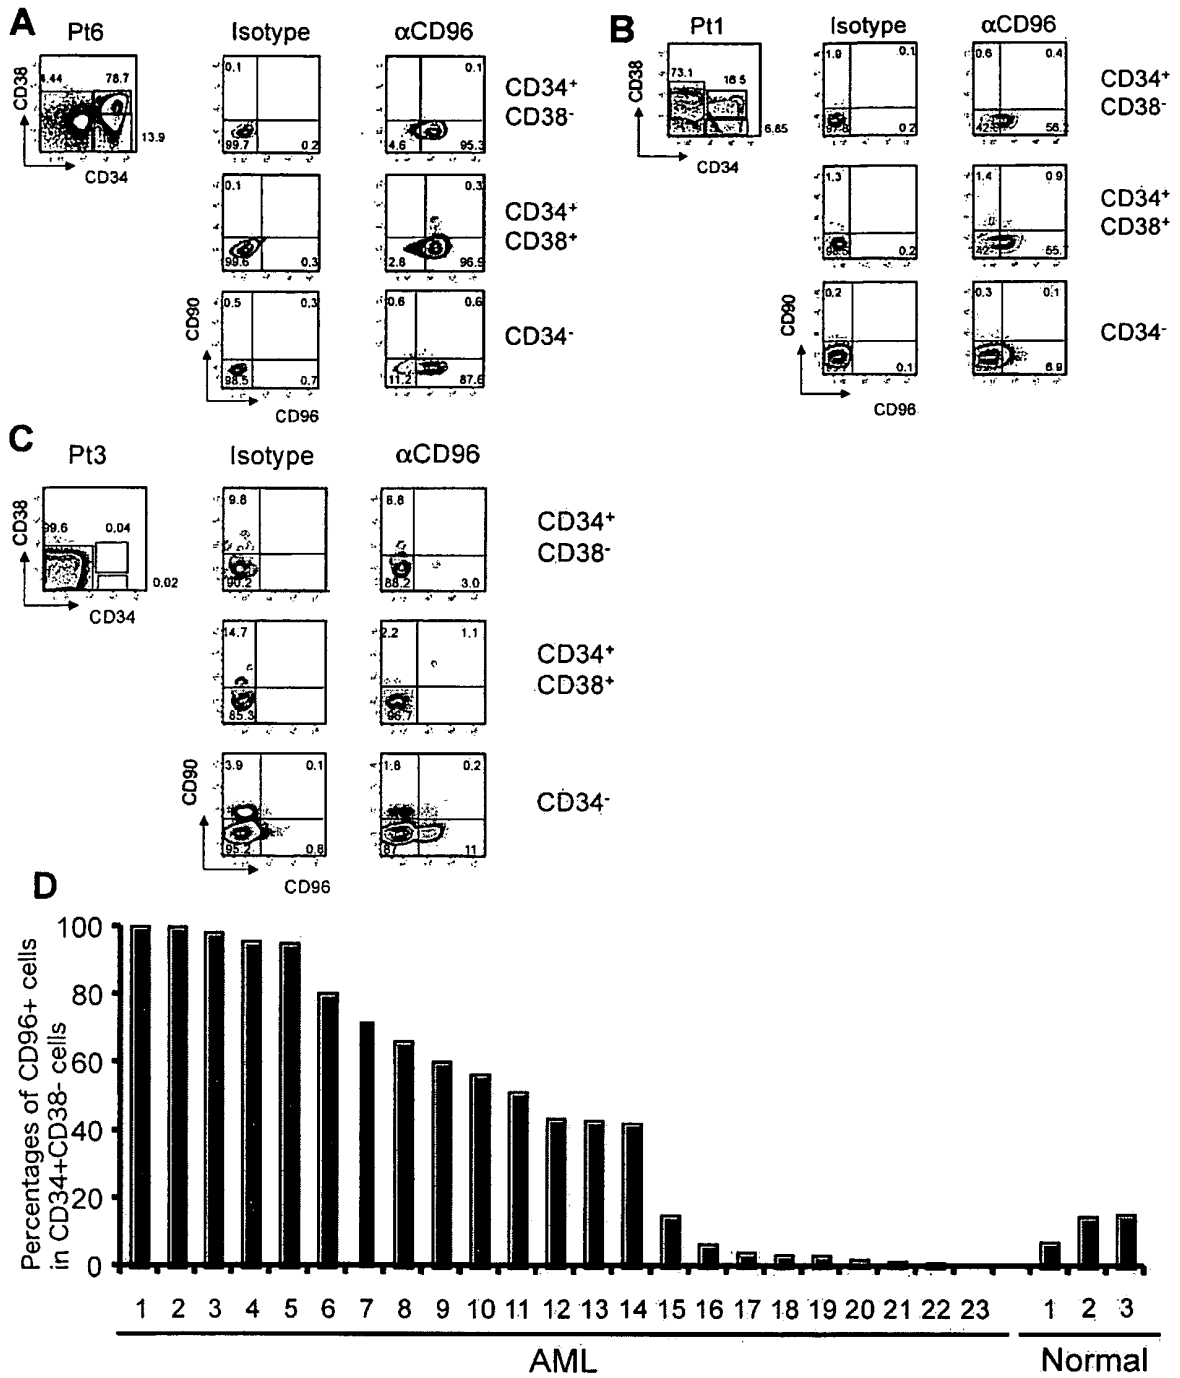 A
Pt6
Isotype
αCD96
CD38
4.44
78.7
13.9
CD34
0.1
99.7
0.2
0.1
4.6
95.3
CD34+
CD38-
0.1
99.6
0.3
0.3
2.8
96.9
CD34+
CD38+
CD90
0.5
0.3
98.5
0.7
0.6
0.6
11.2
87.6
CD34-
CD96
B
Pt1
Isotype
αCD96
CD38
73.1
16.5
6.85
CD34
1.9
0.1
0.2
0.6
0.4
CD34+
CD38-
1.3
0.2
1.4
0.9
CD34+
CD38+
CD90
0.2
0.1
0.3
0.1
6.9
CD34-
CD96
C
Pt3
Isotype
αCD96
CD38
99.6
0.04
0.02
CD34
9.8
90.2
8.8
88.2
3.0
CD34+
CD38-
14.7
85.3
2.2
1.1
96.7
CD34+
CD38+
CD90
3.9
0.1
95.2
0.8
1.8
0.2
87
11
CD34-
CD96
D
Percentages of CD96+ cells
in CD34+CD38- cells
100
80
60
40
20
0
1 2 3 4 5 6 7 8 9 10 11 12 13 14 15 16 17 18 19 20 21 22 23 1 2 3
AML Normal